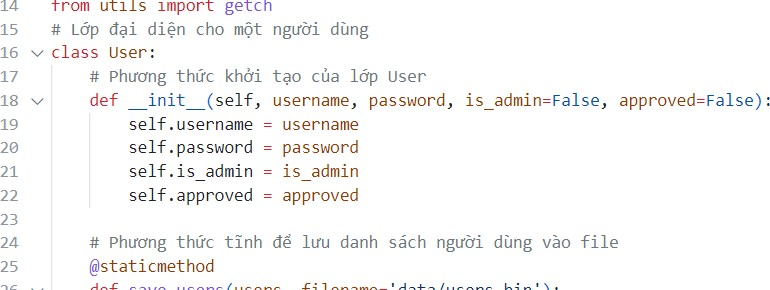 14 from utils import getch
15 # Lớp đại diện cho một người dùng
16 class User:
17 # Phương thức khởi tạo của lớp User
18 def __init__(self, username, password, is_admin=False, approved=False):
19 self.username = username
20 self.password = password
21 self.is_admin = is_admin
22 self.approved = approved
23
24 # Phương thức tĩnh để lưu danh sách người dùng vào file
25 @staticmethod
26 def save_users(users, filename='data/users.bin'):